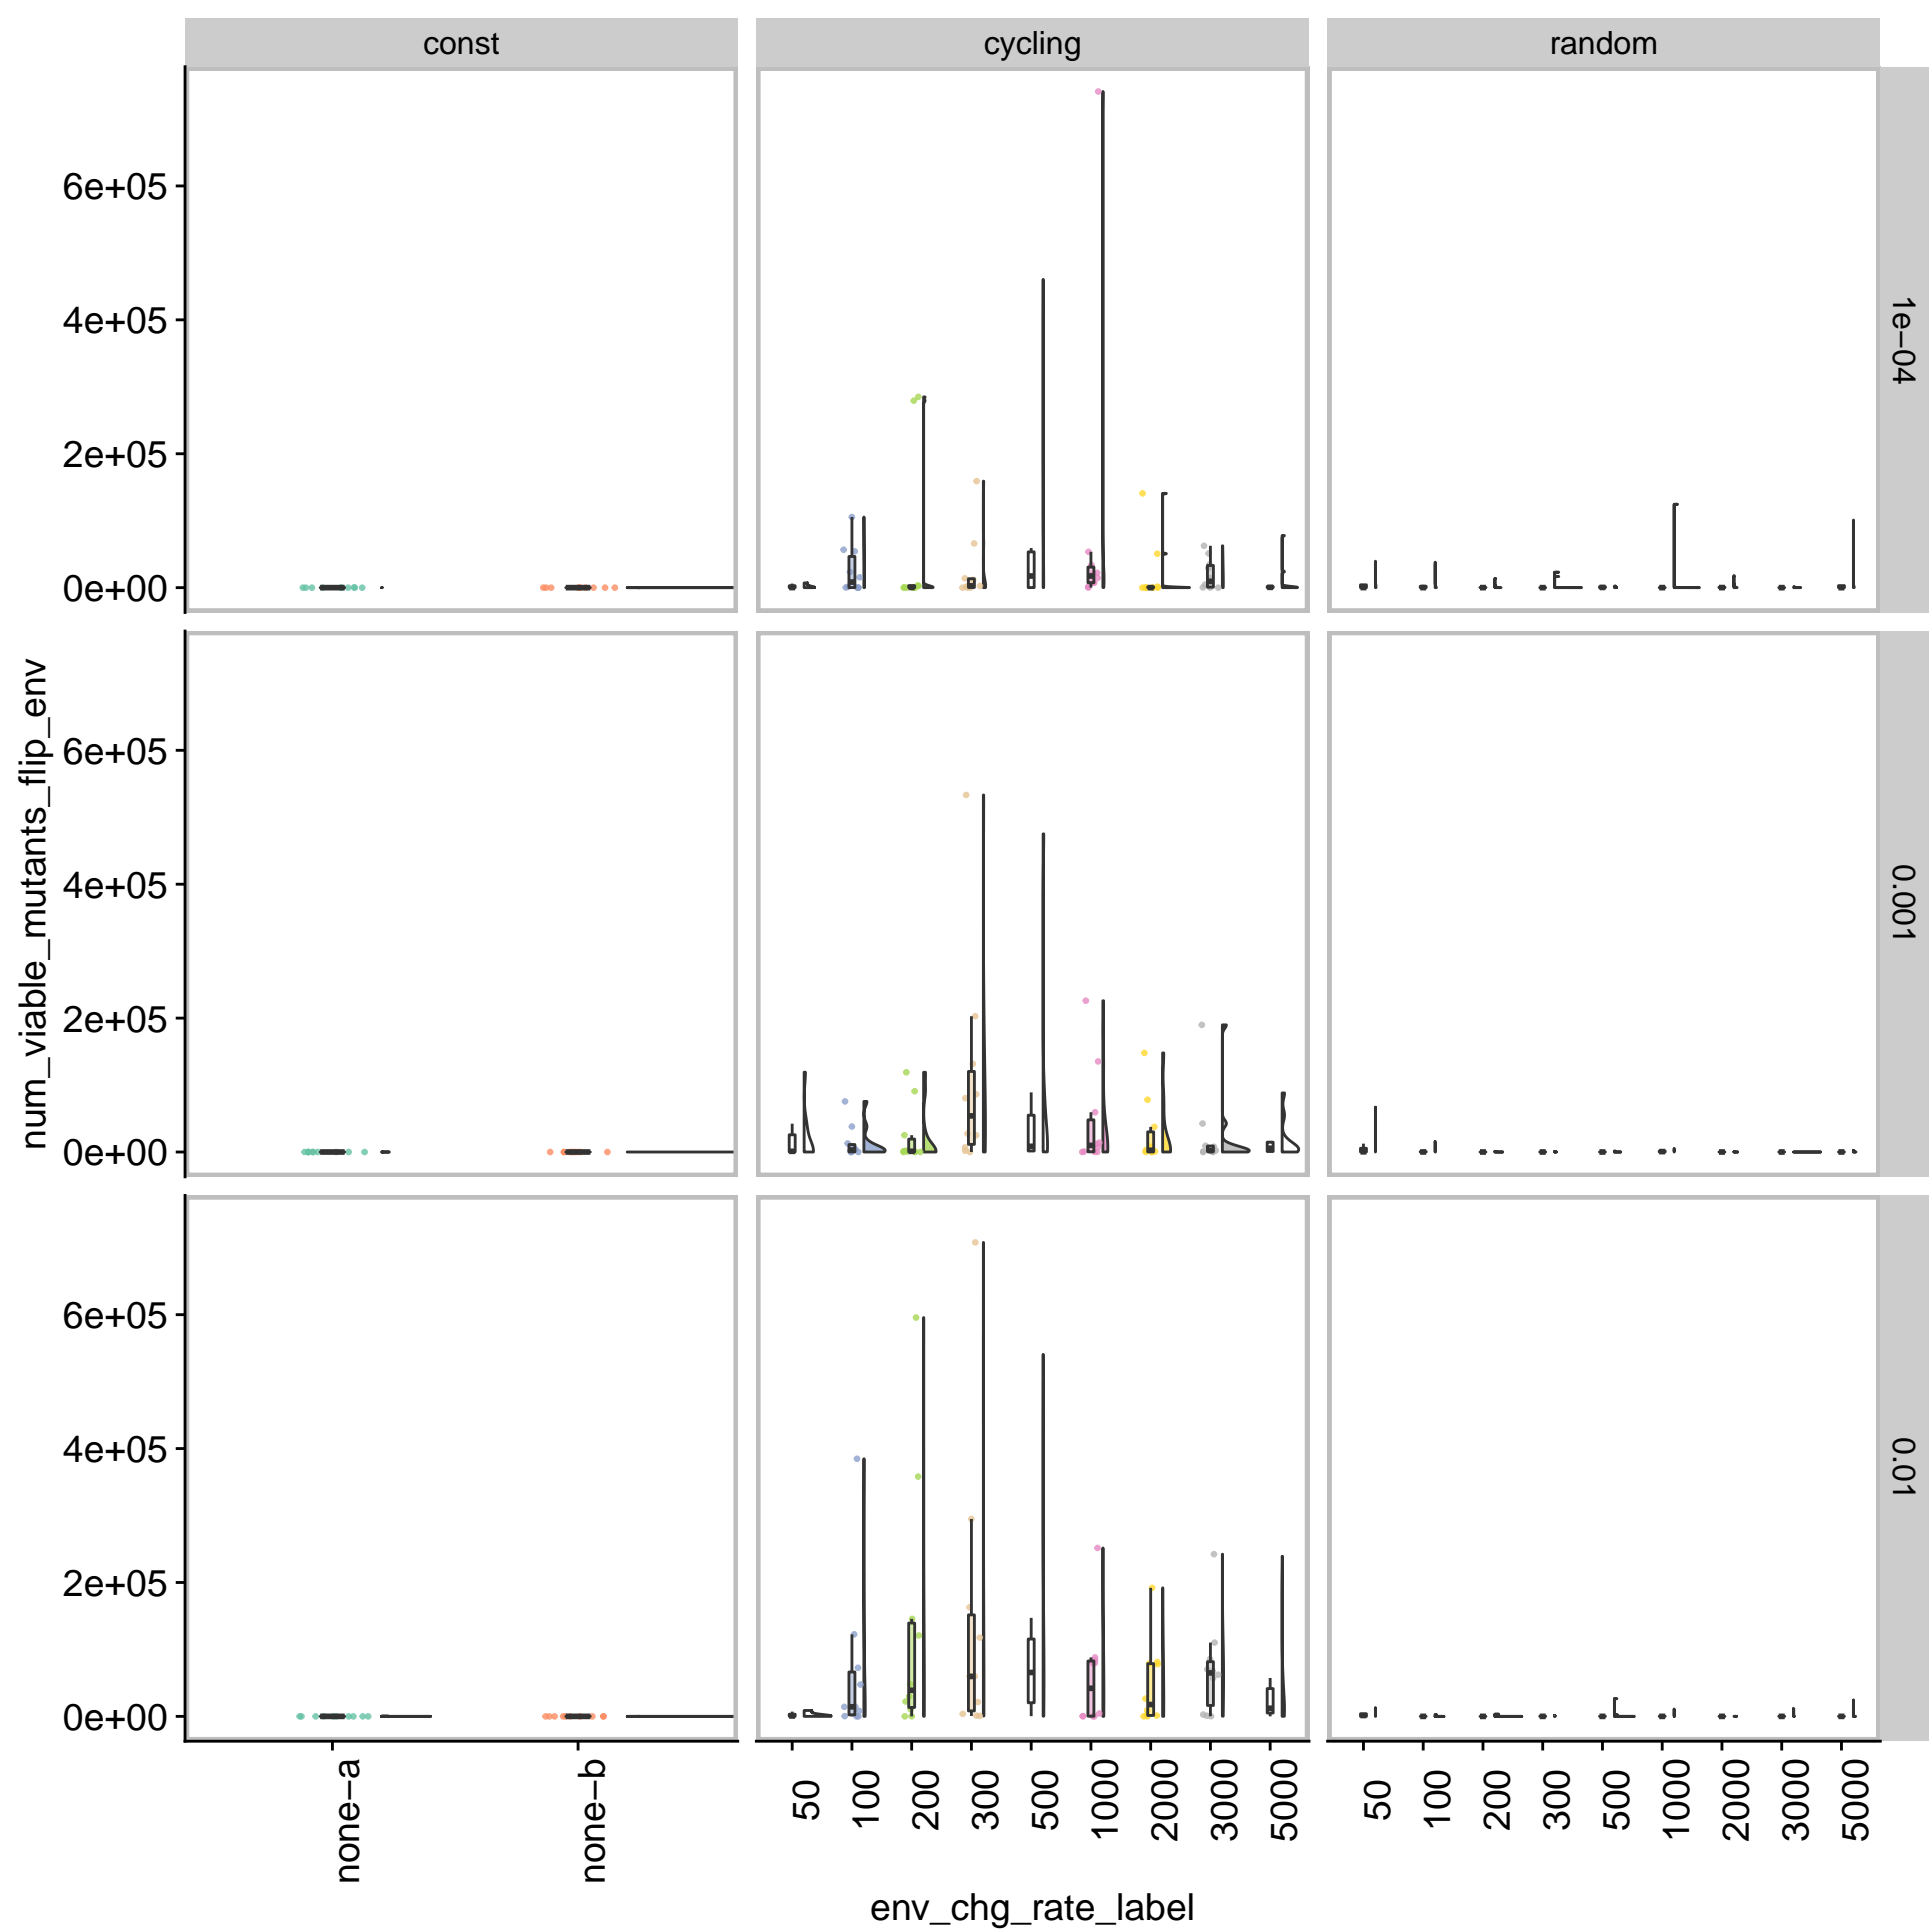 const
cycling
random
6e+05
4e+05
2e+05
0e+00
1e−04
6e+05
4e+05
2e+05
0e+00
0.001
6e+05
4e+05
2e+05
0e+00
0.01
num_viable_mutants_flip_env
none−a
none−b
50
100
200
300
500
1000
2000
3000
5000
50
100
200
300
500
1000
2000
3000
5000
env_chg_rate_label